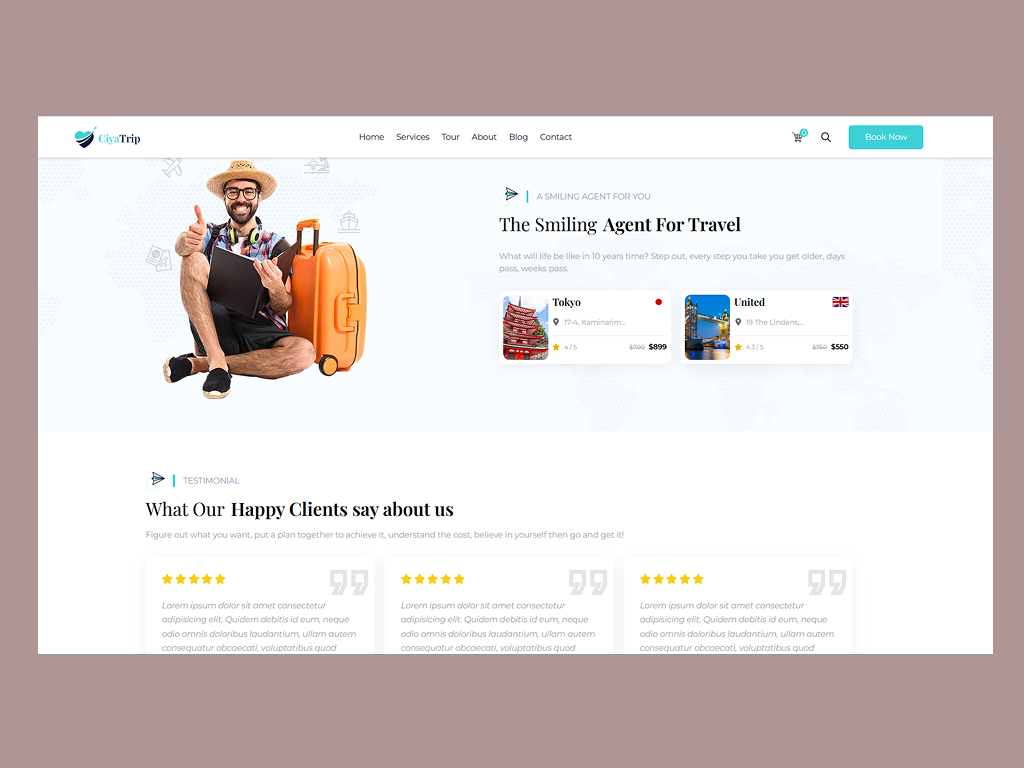 CiyaTrip
Home Services Tour About Blog Contact
0
Book Now
A SMILING AGENT FOR YOU
The Smiling Agent For Travel
What will life be like in 10 years time? Step out, every step you take you get older, days
pass, weeks pass.
Tokyo
17-4, Kaminarim...
4 / 5
$700 $899
United
19 The Lindens,...
4.3 / 5
$750 $550
TESTIMONIAL
What Our Happy Clients say about us
Figure out what you want, put a plan together to achieve it, understand the cost, believe in yourself then go and get it!
Lorem ipsum dolor sit amet consectetur
adipisicing elit. Quidem debitis id eum, neque
odio omnis doloribus laudantium, ullam autem
consequatur obcaecati, voluptatibus quod
Lorem ipsum dolor sit amet consectetur
adipisicing elit. Quidem debitis id eum, neque
odio omnis doloribus laudantium, ullam autem
consequatur obcaecati, voluptatibus quod
Lorem ipsum dolor sit amet consectetur
adipisicing elit. Quidem debitis id eum, neque
odio omnis doloribus laudantium, ullam autem
consequatur obcaecati, voluptatibus quod